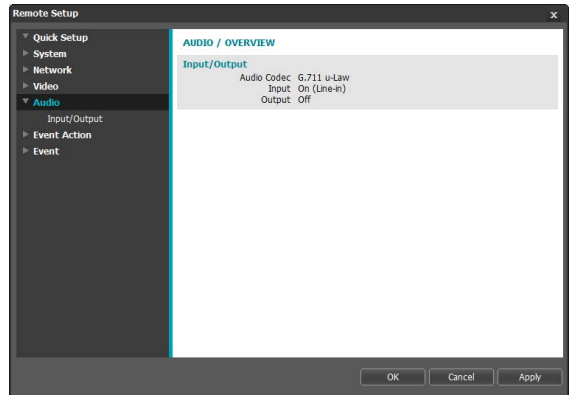 Remote Setup
x
Quick Setup
System
Network
Video
Audio
Input/Output
Event Action
Event
AUDIO / OVERVIEW
Input/Output
Audio Codec G.711 u-Law
Input On (Line-in)
Output Off
OK Cancel Apply